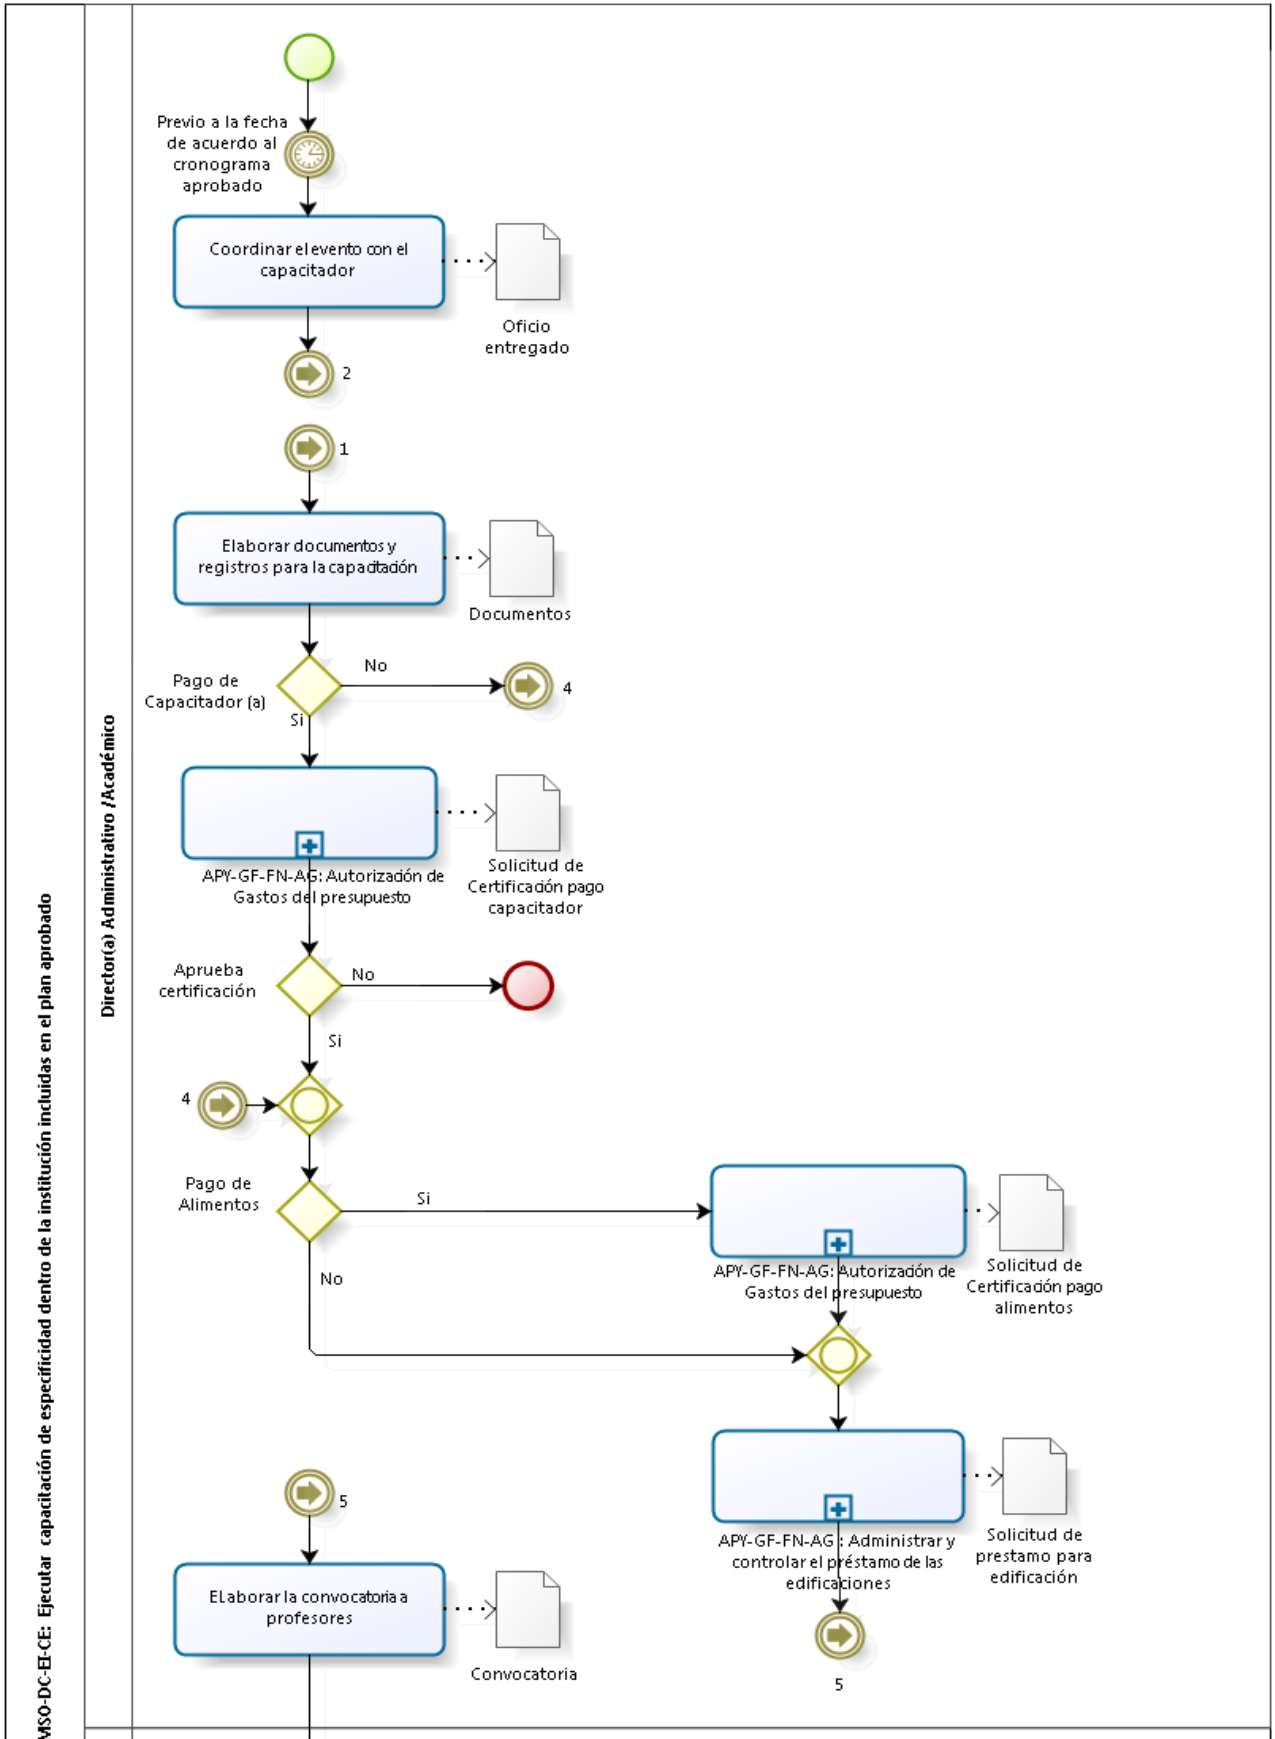 MSO-DC-EI-CE: Ejecutar capacitación de especificidad dentro de la institución incluidas en el plan aprobado
Director(a) Administrativo /Académico
Previo a la fecha
de acuerdo al
cronograma
aprobado
Coordinar el evento con el
capacitador
Oficio
entregado
2
1
Elaborar documentos y
registros para la capacitación
Documentos
Pago de
Capacitador (a)
No
4
Si
APY-GF-FN-AG: Autorización de
Gastos del presupuesto
Solicitud de
Certificación pago
capacitador
Aprueba
certificación
No
Si
4
Pago de
Alimentos
Si
No
APY-GF-FN-AG: Autorización de
Gastos del presupuesto
Solicitud de
Certificación pago
alimentos
APY-GF-FN-AG : Administrar y
controlar el préstamo de las
edificaciones
Solicitud de
prestamo para
edificación
5
5
ELaborar la convocatoria a
profesores
Convocatoria